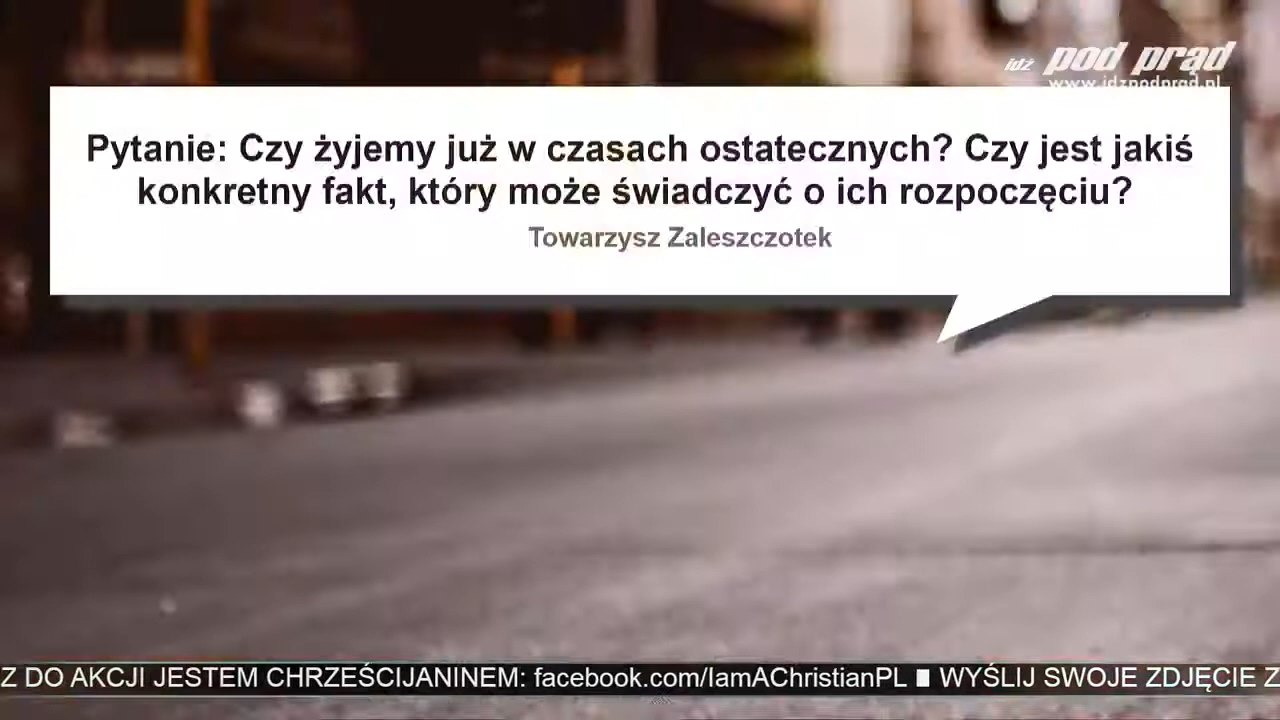 idź pod prąd
www.idzpodprad.pl
Pytanie: Czy żyjemy już w czasach ostatecznych? Czy jest jakiś
konkretny fakt, który może świadczyć o ich rozpoczęciu?
Towarzysz Zaleszczotek
Z DO AKCJI JESTEM CHRZEŚCIJANINEM: facebook.com/IamAChristianPL ■ WYŚLIJ SWOJE ZDJĘCIE Z